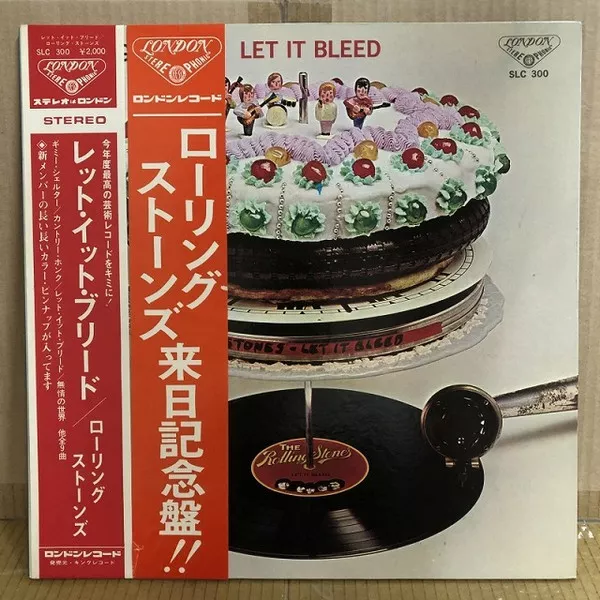 レット・イット・ブリード
ローリング・ストーンズ
SLC 300 ¥2,000
LONDON
STEREO PHONIC
ステレオはロンドン
STEREO
レット・イット・ブリード/ローリング ストーンズ
今年度最高の芸術レコードをキミに!
ギミー・シェルター/カントリー・ホンク/レット・イット・ブリード/無情の世界 他全9曲
◈新メンバーの長い長いカラー・ピンナップが入ってます
ロンドンレコード
発売元・キングレコード
LONDON
STEREO PHONIC
ロンドンレコード
ローリング
ストーンズ来日記念盤!!
LET IT BLEED
LONDON
STEREO PHONIC
SLC 300
STONES - LET IT BLEED
THE
Rolling Stones